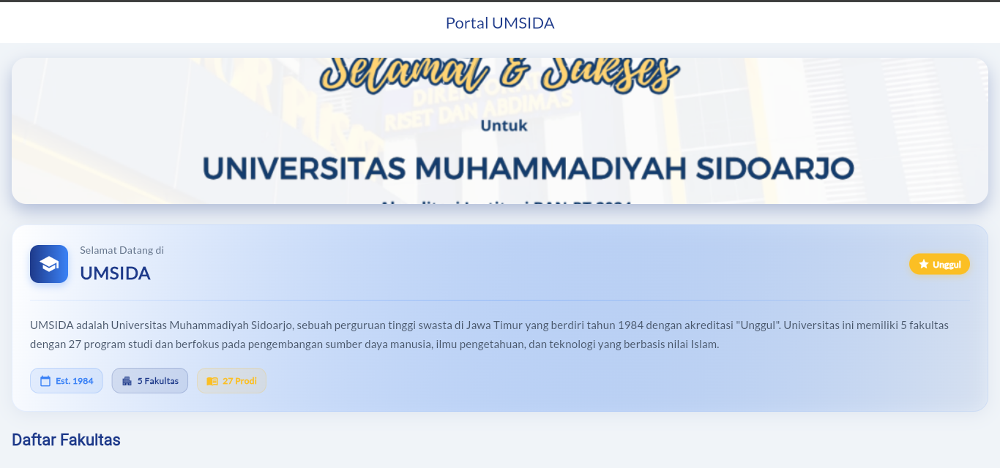 Portal UMSIDA
Selamat & Sukses
DIREKTORAT
RISET DAN ABDIMAS
Untuk
UNIVERSITAS MUHAMMADIYAH SIDOARJO
Selamat Datang di
UMSIDA
Unggul
UMSIDA adalah Universitas Muhammadiyah Sidoarjo, sebuah perguruan tinggi swasta di Jawa Timur yang berdiri tahun 1984 dengan akreditasi "Unggul". Universitas ini memiliki 5 fakultas
dengan 27 program studi dan berfokus pada pengembangan sumber daya manusia, ilmu pengetahuan, dan teknologi yang berbasis nilai Islam.
Est. 1984
5 Fakultas
27 Prodi
Daftar Fakultas